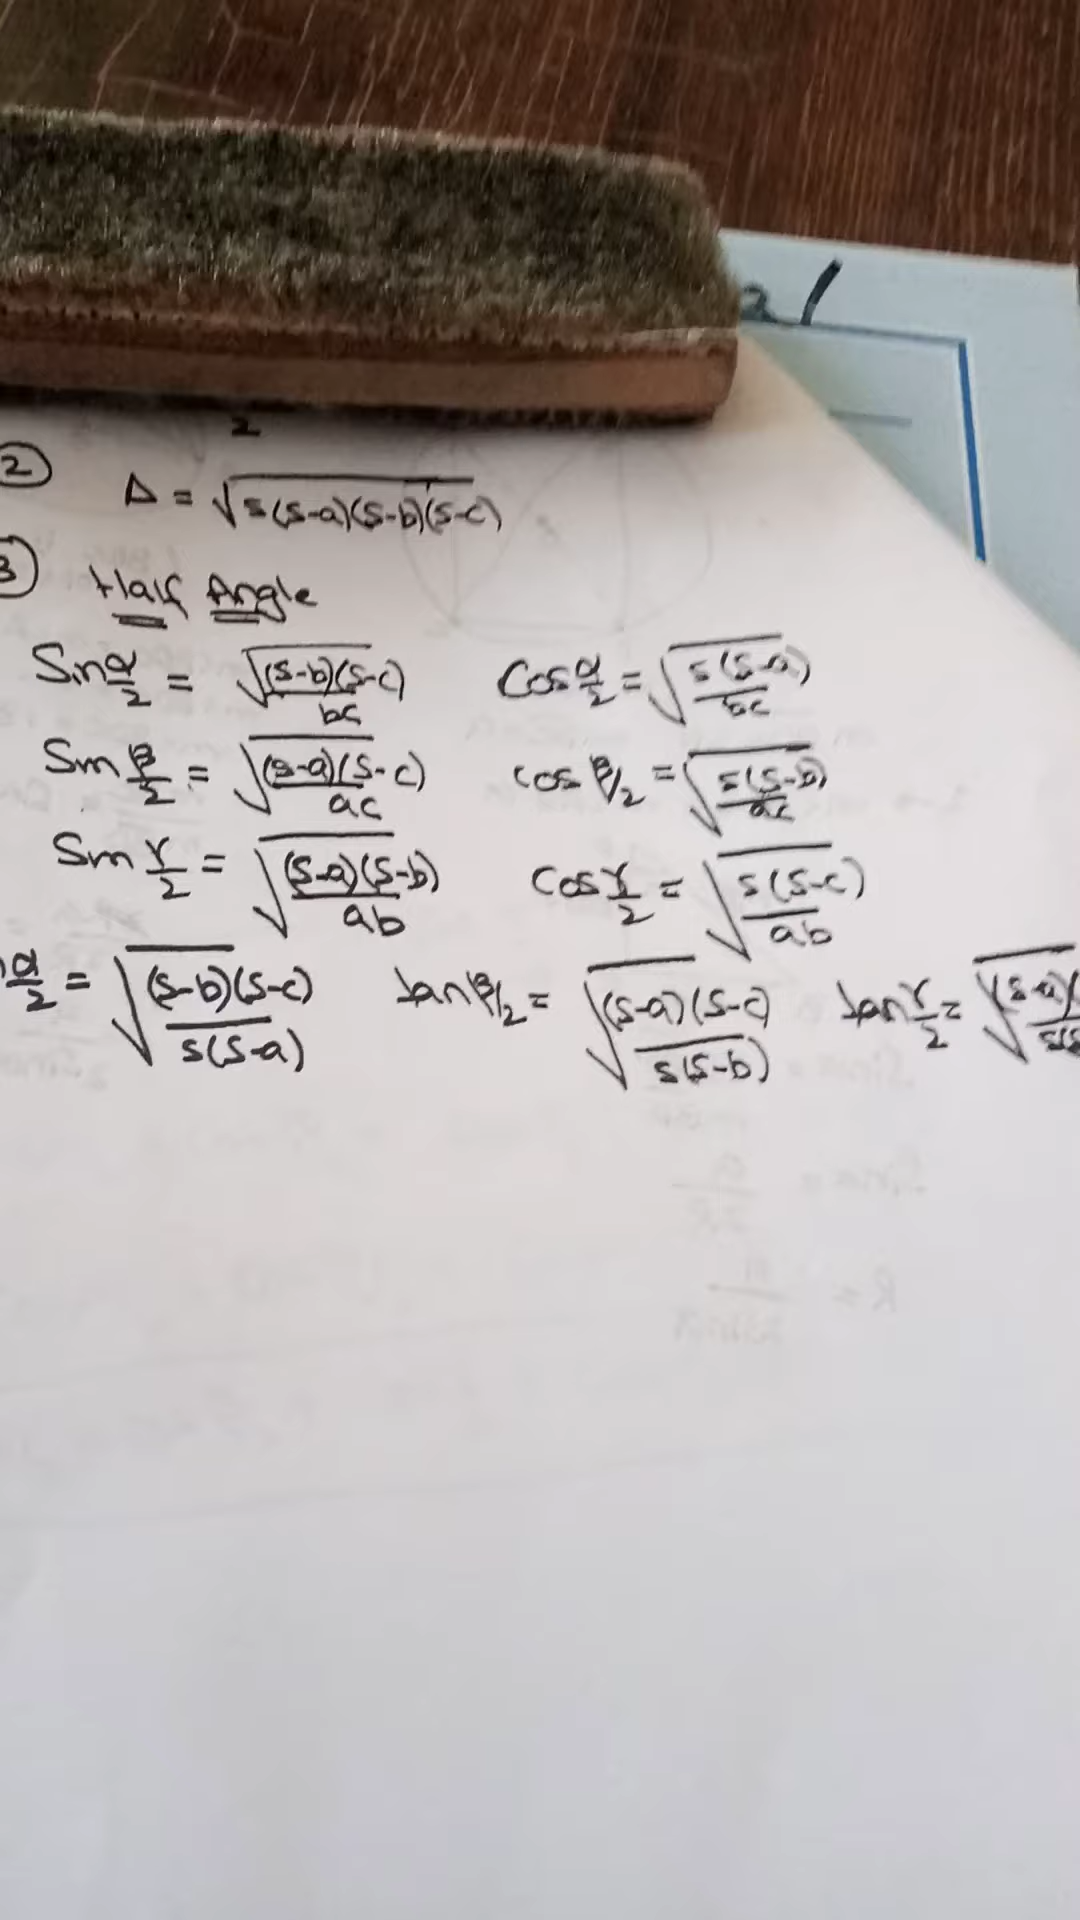 2
② Δ = √s(s-a)(s-b)(s-c)
③ Half Angle
Sin α/2 = √(s-b)(s-c)/bc Cos α/2 = √s(s-a)/bc
Sin β/2 = √(s-a)(s-c)/ac cos β/2 = √s(s-b)/ac
Sin γ/2 = √(s-a)(s-b)/ab Cos γ/2 = √s(s-c)/ab
α/2 = √(s-b)(s-c)/s(s-a) tan β/2 = √(s-a)(s-c)/s(s-b) tan γ/2 = √(s-a)(